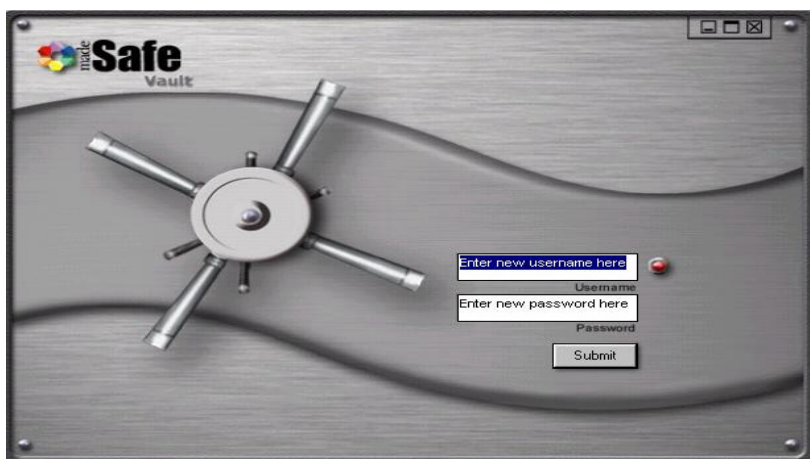 made Safe
Vault
Enter new username here
Username
Enter new password here
Password
Submit